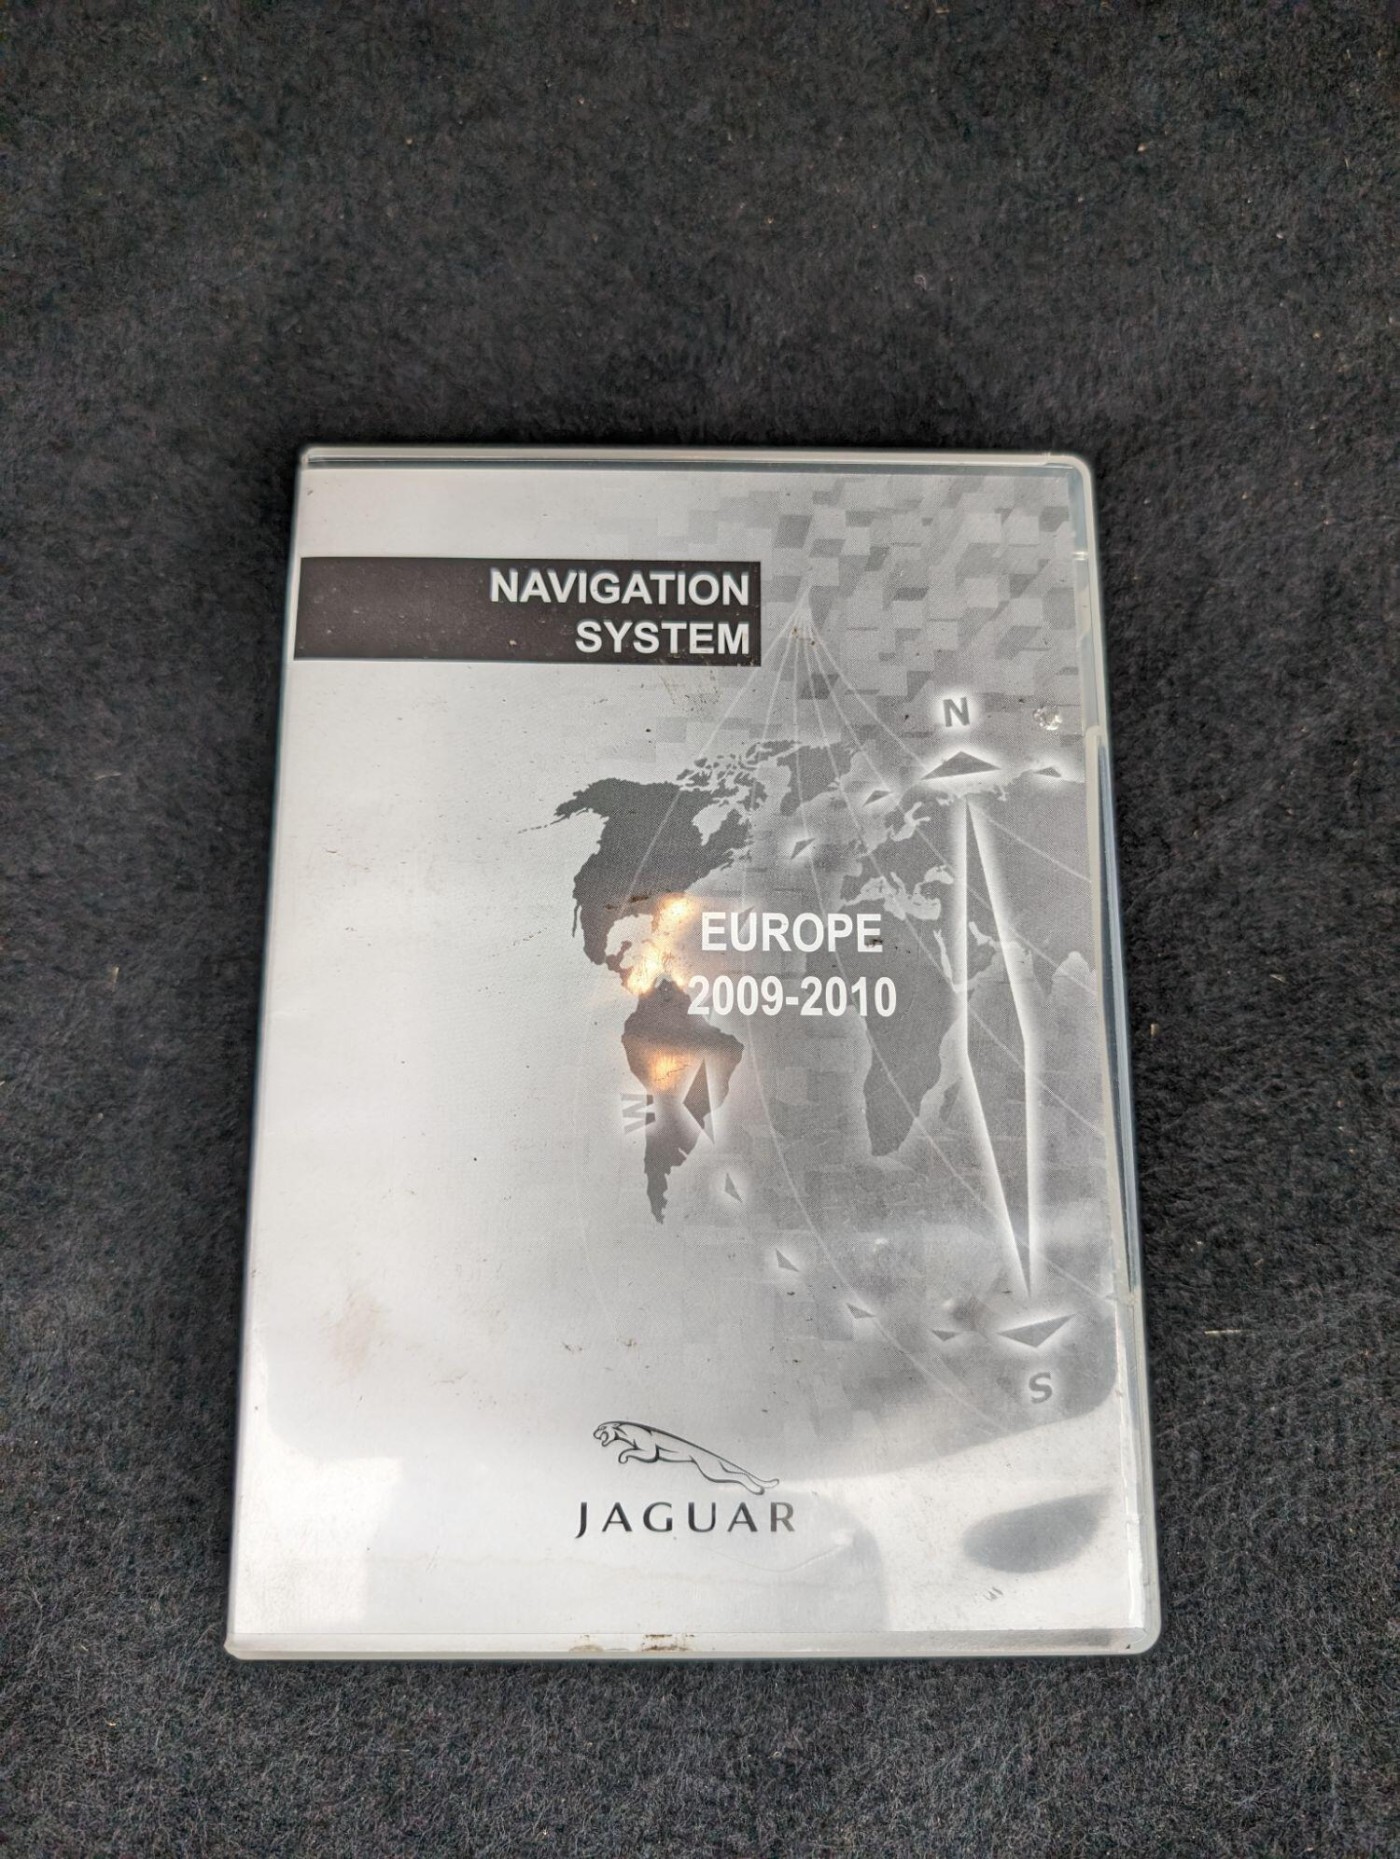 NAVIGATION
SYSTEM
N
EUROPE
2009-2010
W
S
JAGUAR